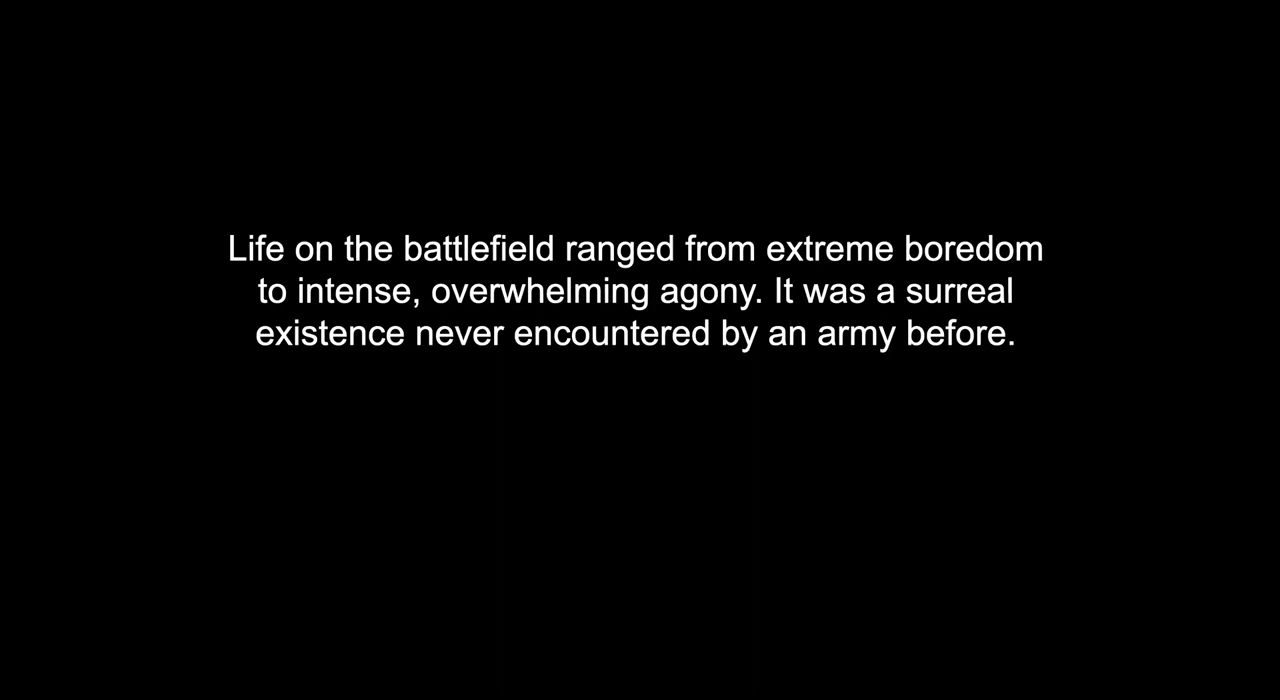 Life on the battlefield ranged from extreme boredom
to intense, overwhelming agony. It was a surreal
existence never encountered by an army before.